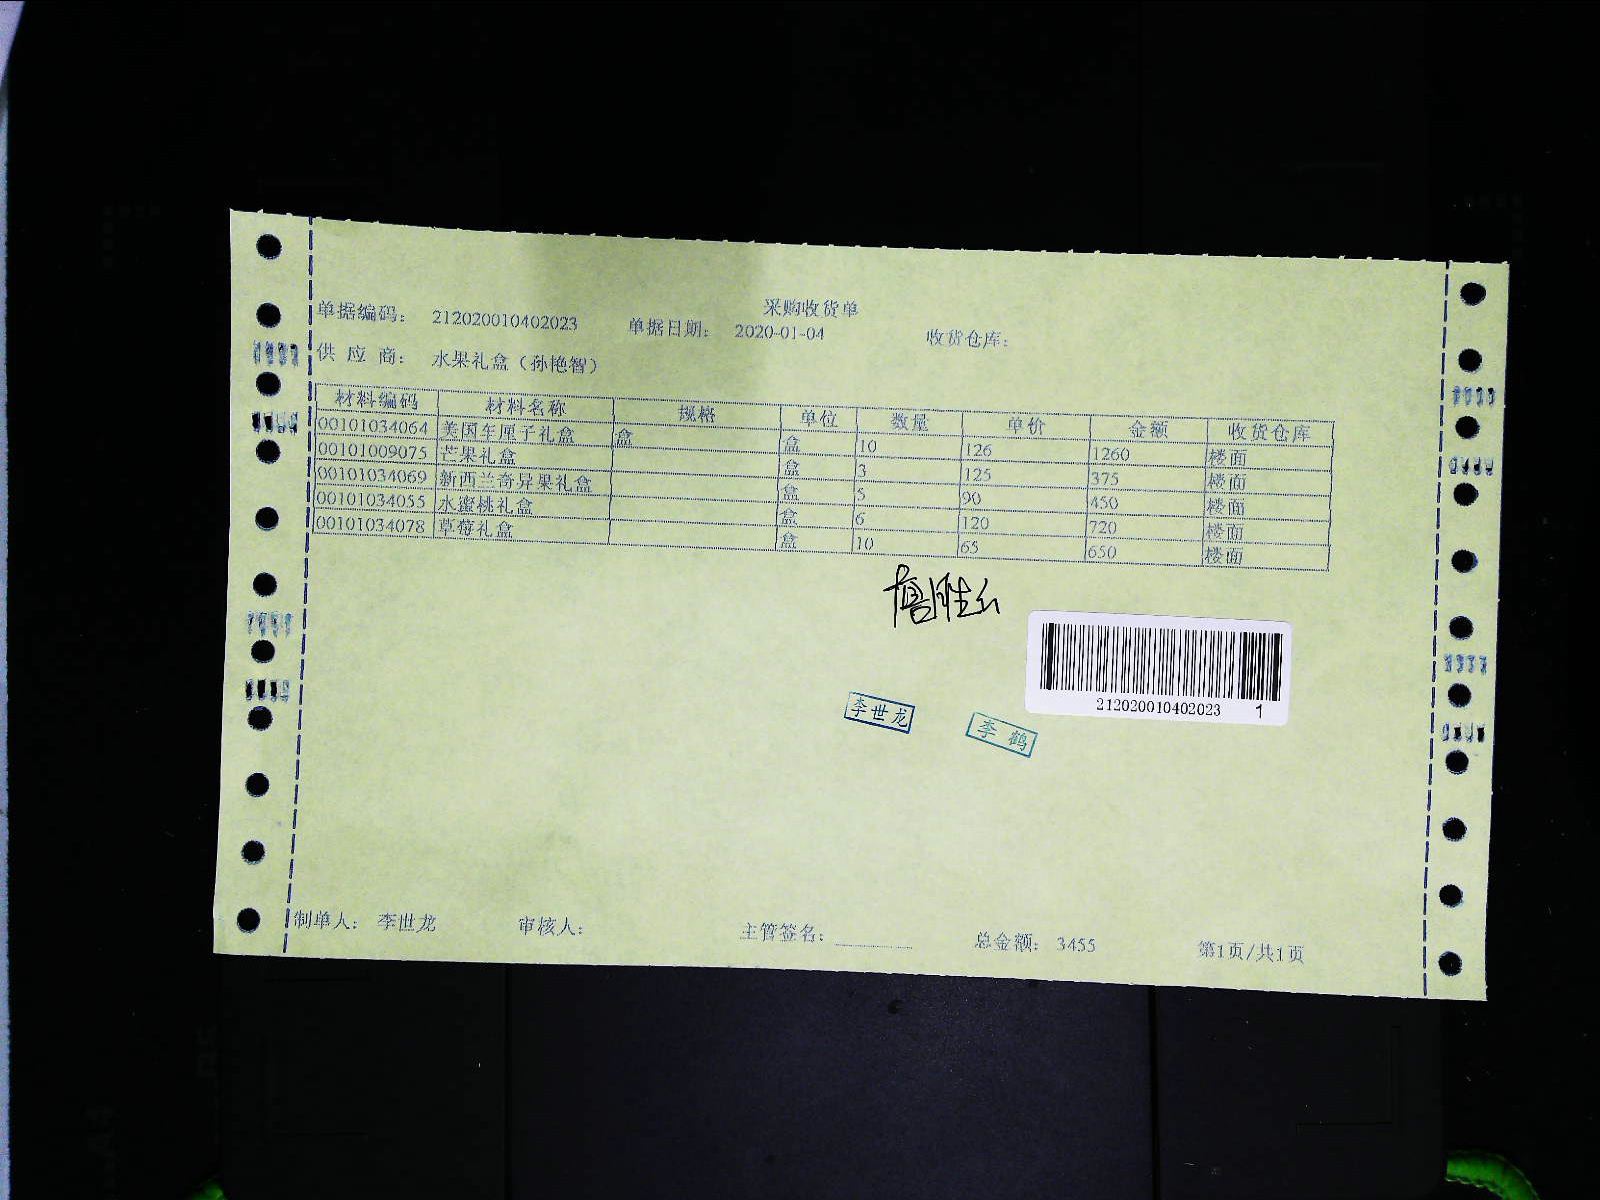 采购收货单
单据编码： 212020010402023 单据日期： 2020-01-04 收货仓库：
供 应 商： 水果礼盒（孙艳智）
材料编码 材料名称 规格 单位 数量 单价 金额 收货仓库
00101034064 美国车厘子礼盒 盒 盒 10 126 1260 楼面
00101009075 芒果礼盒 盒 3 125 375 楼面
00101034069 新西兰奇异果礼盒 盒 5 90 450 楼面
00101034055 水蜜桃礼盒 盒 6 120 720 楼面
00101034078 草莓礼盒 盒 10 65 650 楼面
212020010402023 1
李世龙
李鹤
制单人： 李世龙 审核人： 主管签名： 总金额： 3455 第1页/共1页